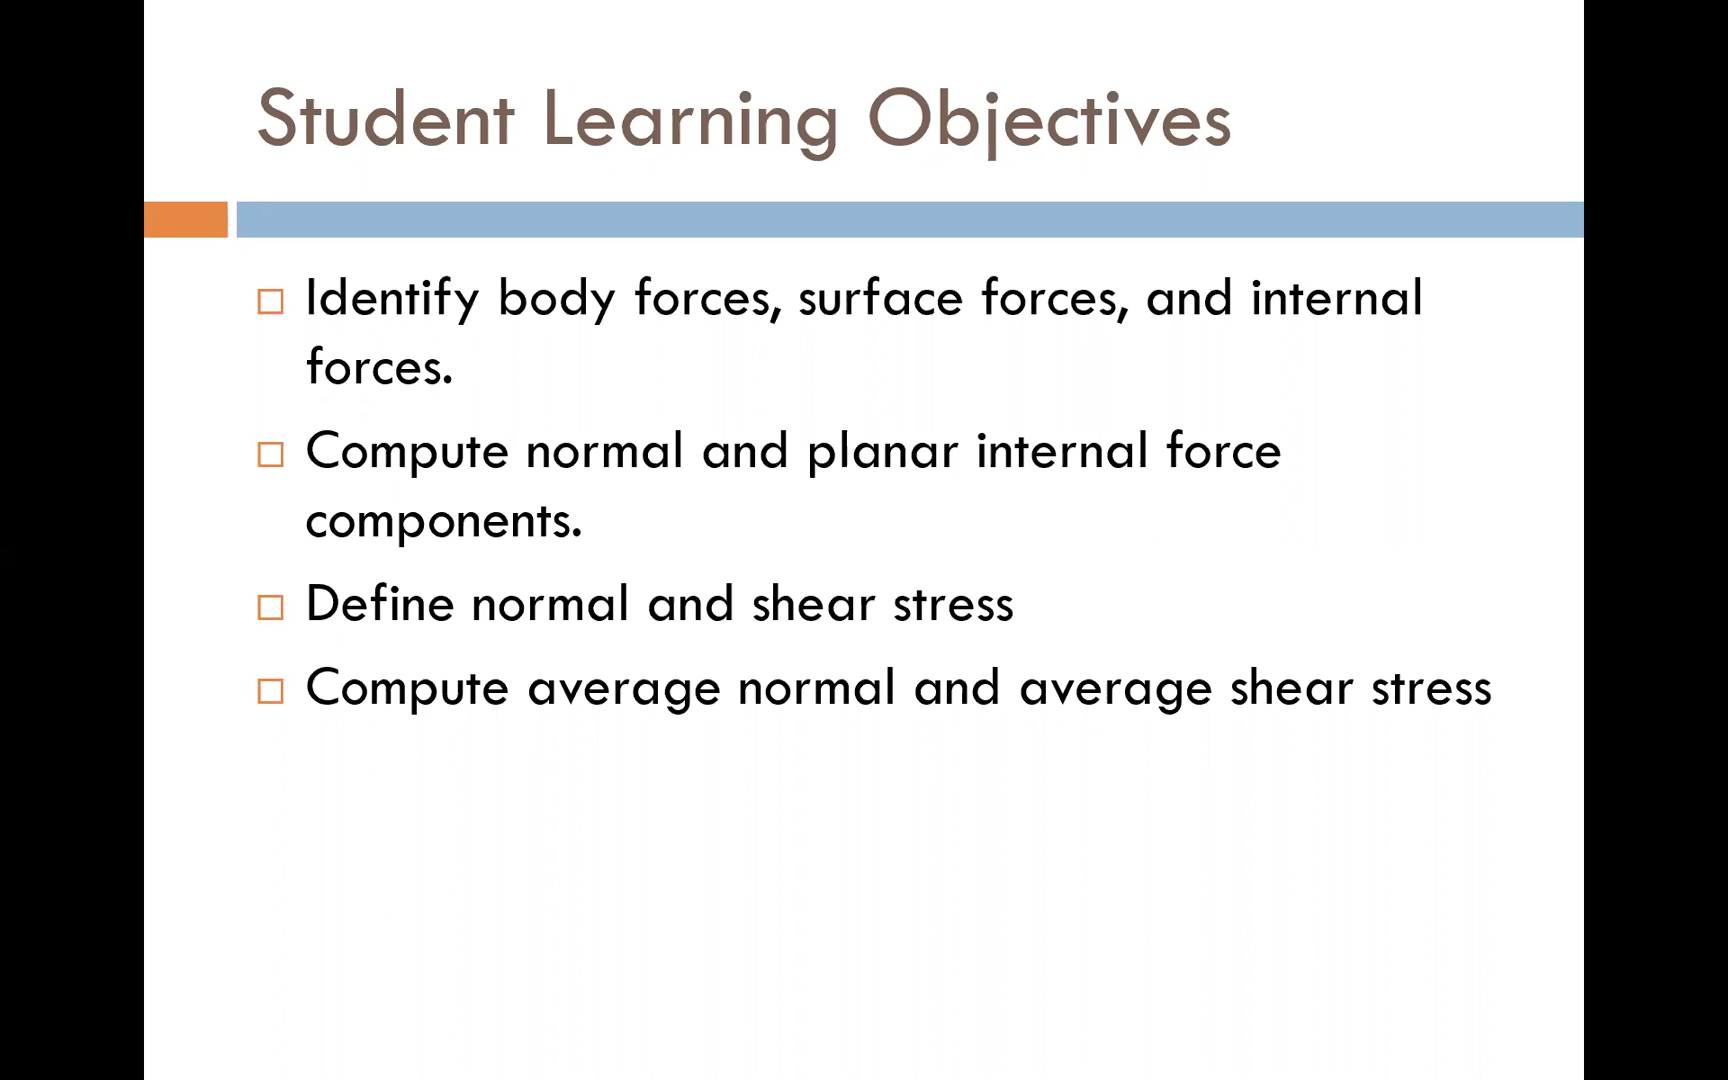 Student Learning Objectives
Identify body forces, surface forces, and internal
forces.
Compute normal and planar internal force
components.
Define normal and shear stress
Compute average normal and average shear stress